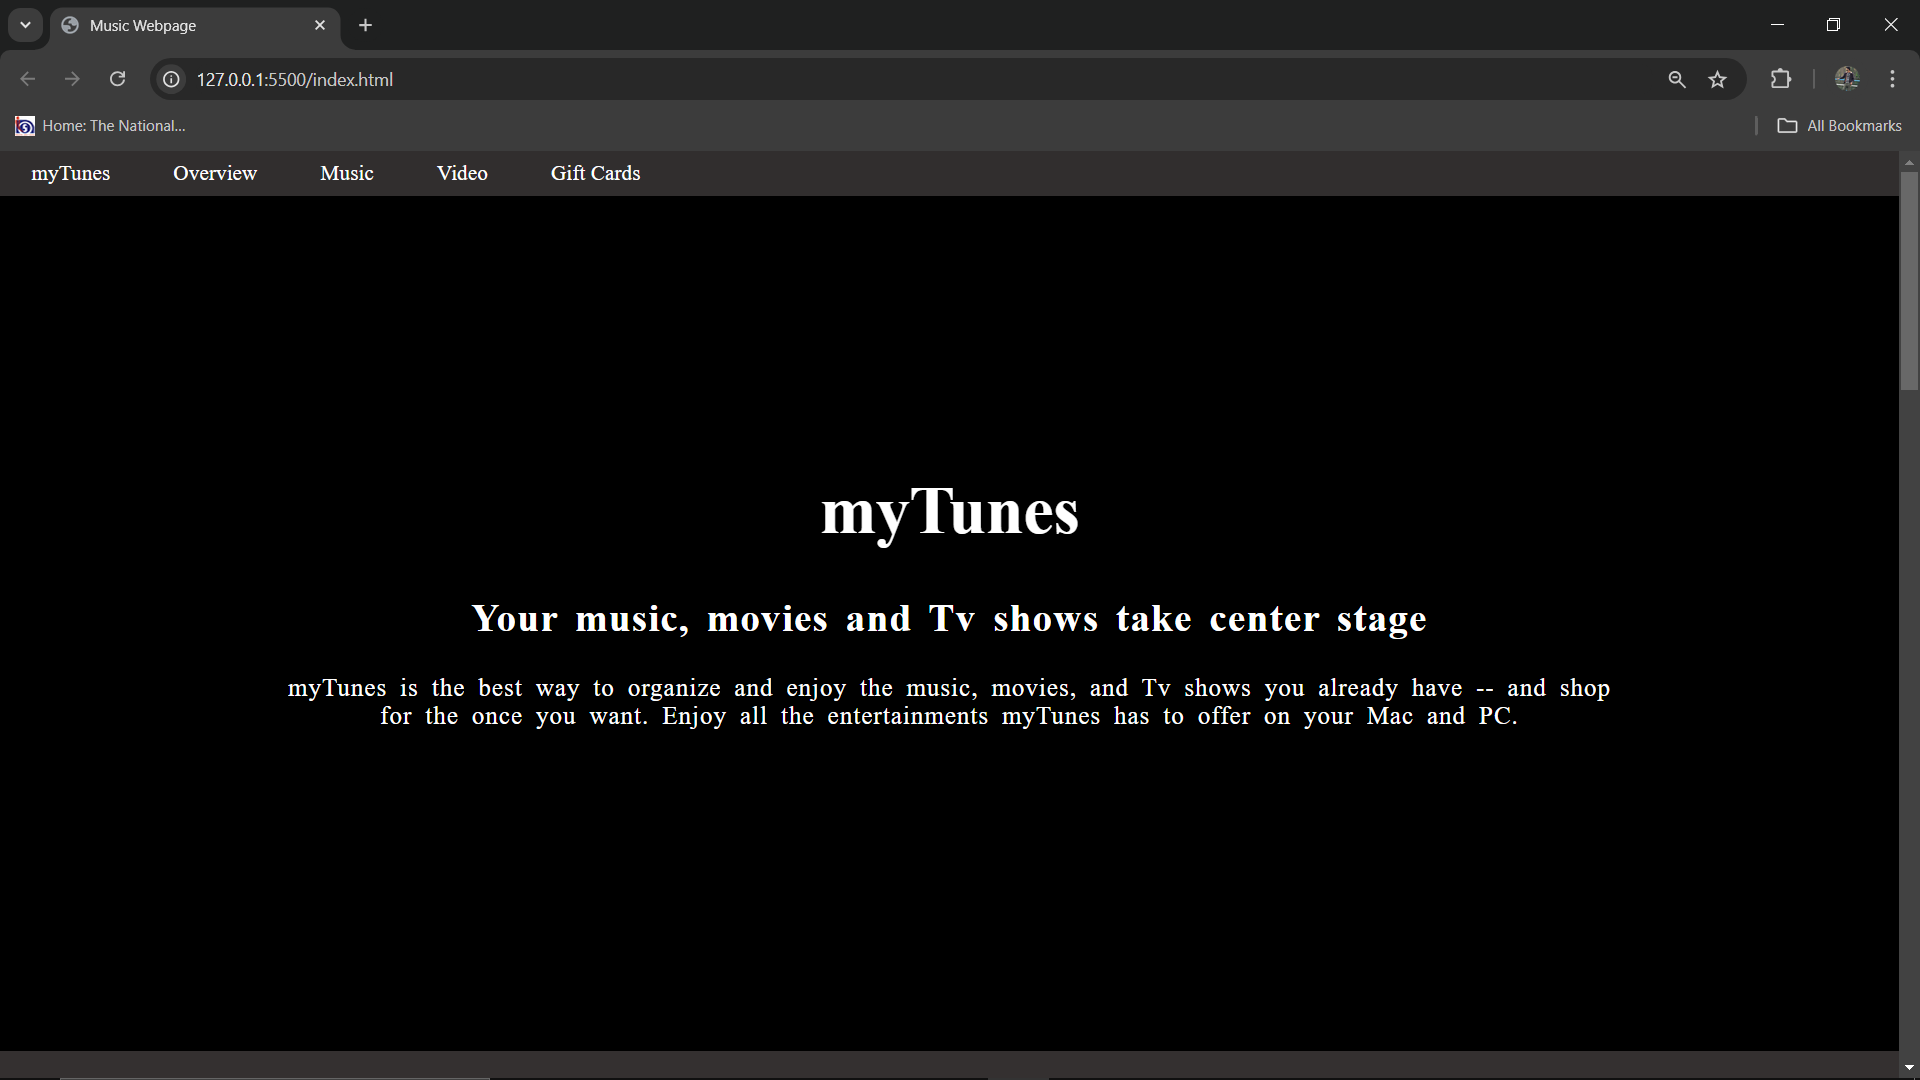 Music Webpage
127.0.0.1:5500/index.html
Home: The National...
All Bookmarks
myTunes Overview Music Video Gift Cards
myTunes
Your music, movies and Tv shows take center stage
myTunes is the best way to organize and enjoy the music, movies, and Tv shows you already have -- and shop
for the once you want. Enjoy all the entertainments myTunes has to offer on your Mac and PC.